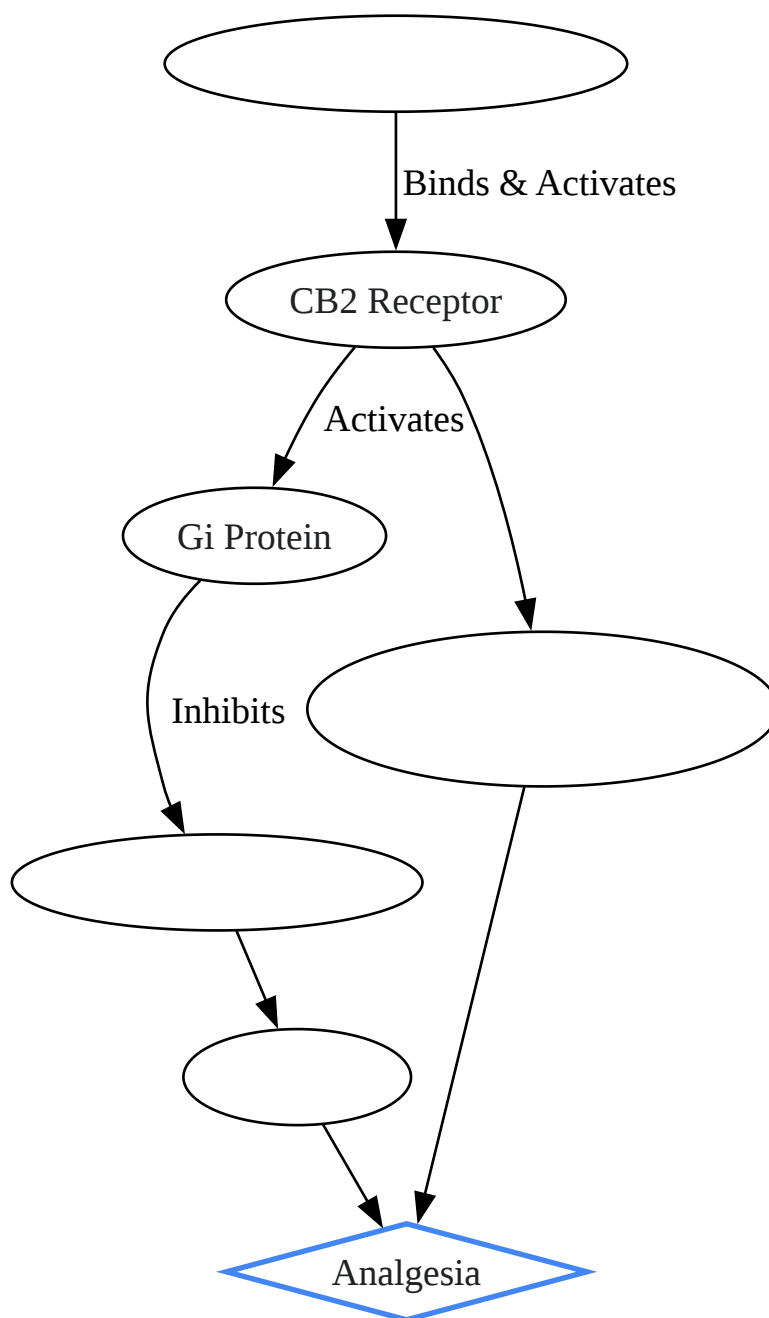 Binds & Activates
CB2 Receptor
Activates
Gi Protein
Inhibits
Analgesia